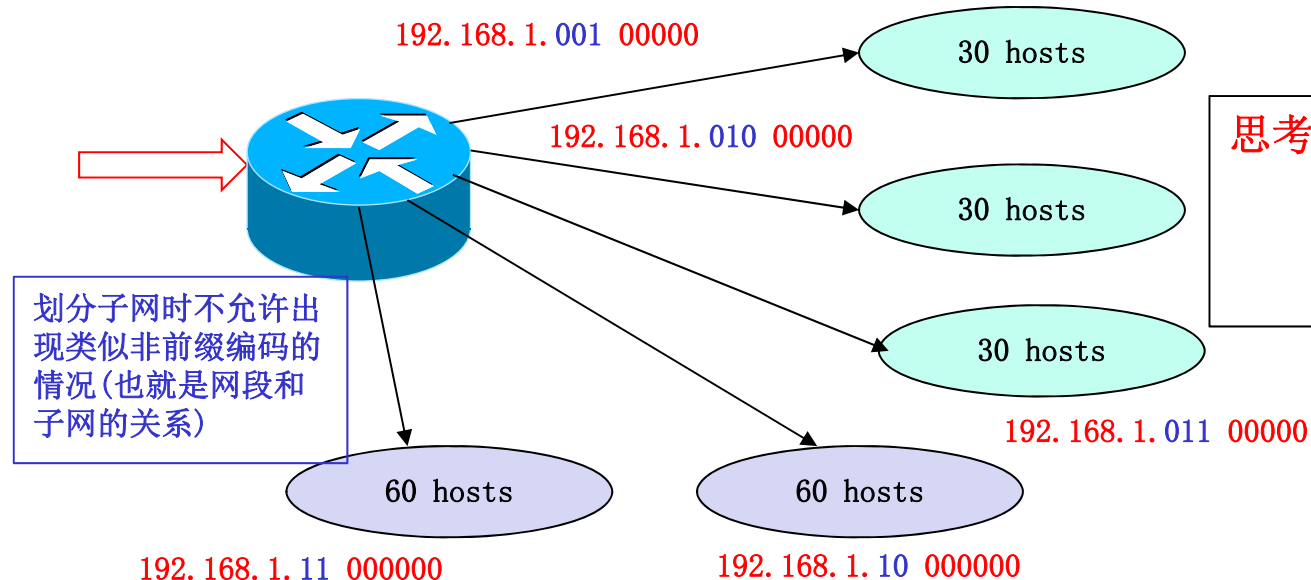 192.168.1.001 00000
30 hosts
思考
192.168.1.010 00000
30 hosts
划分子网时不允许出
现类似非前缀编码的
情况(也就是网段和
子网的关系)
30 hosts
192.168.1.011 00000
60 hosts
60 hosts
192.168.1.11 000000
192.168.1.10 000000